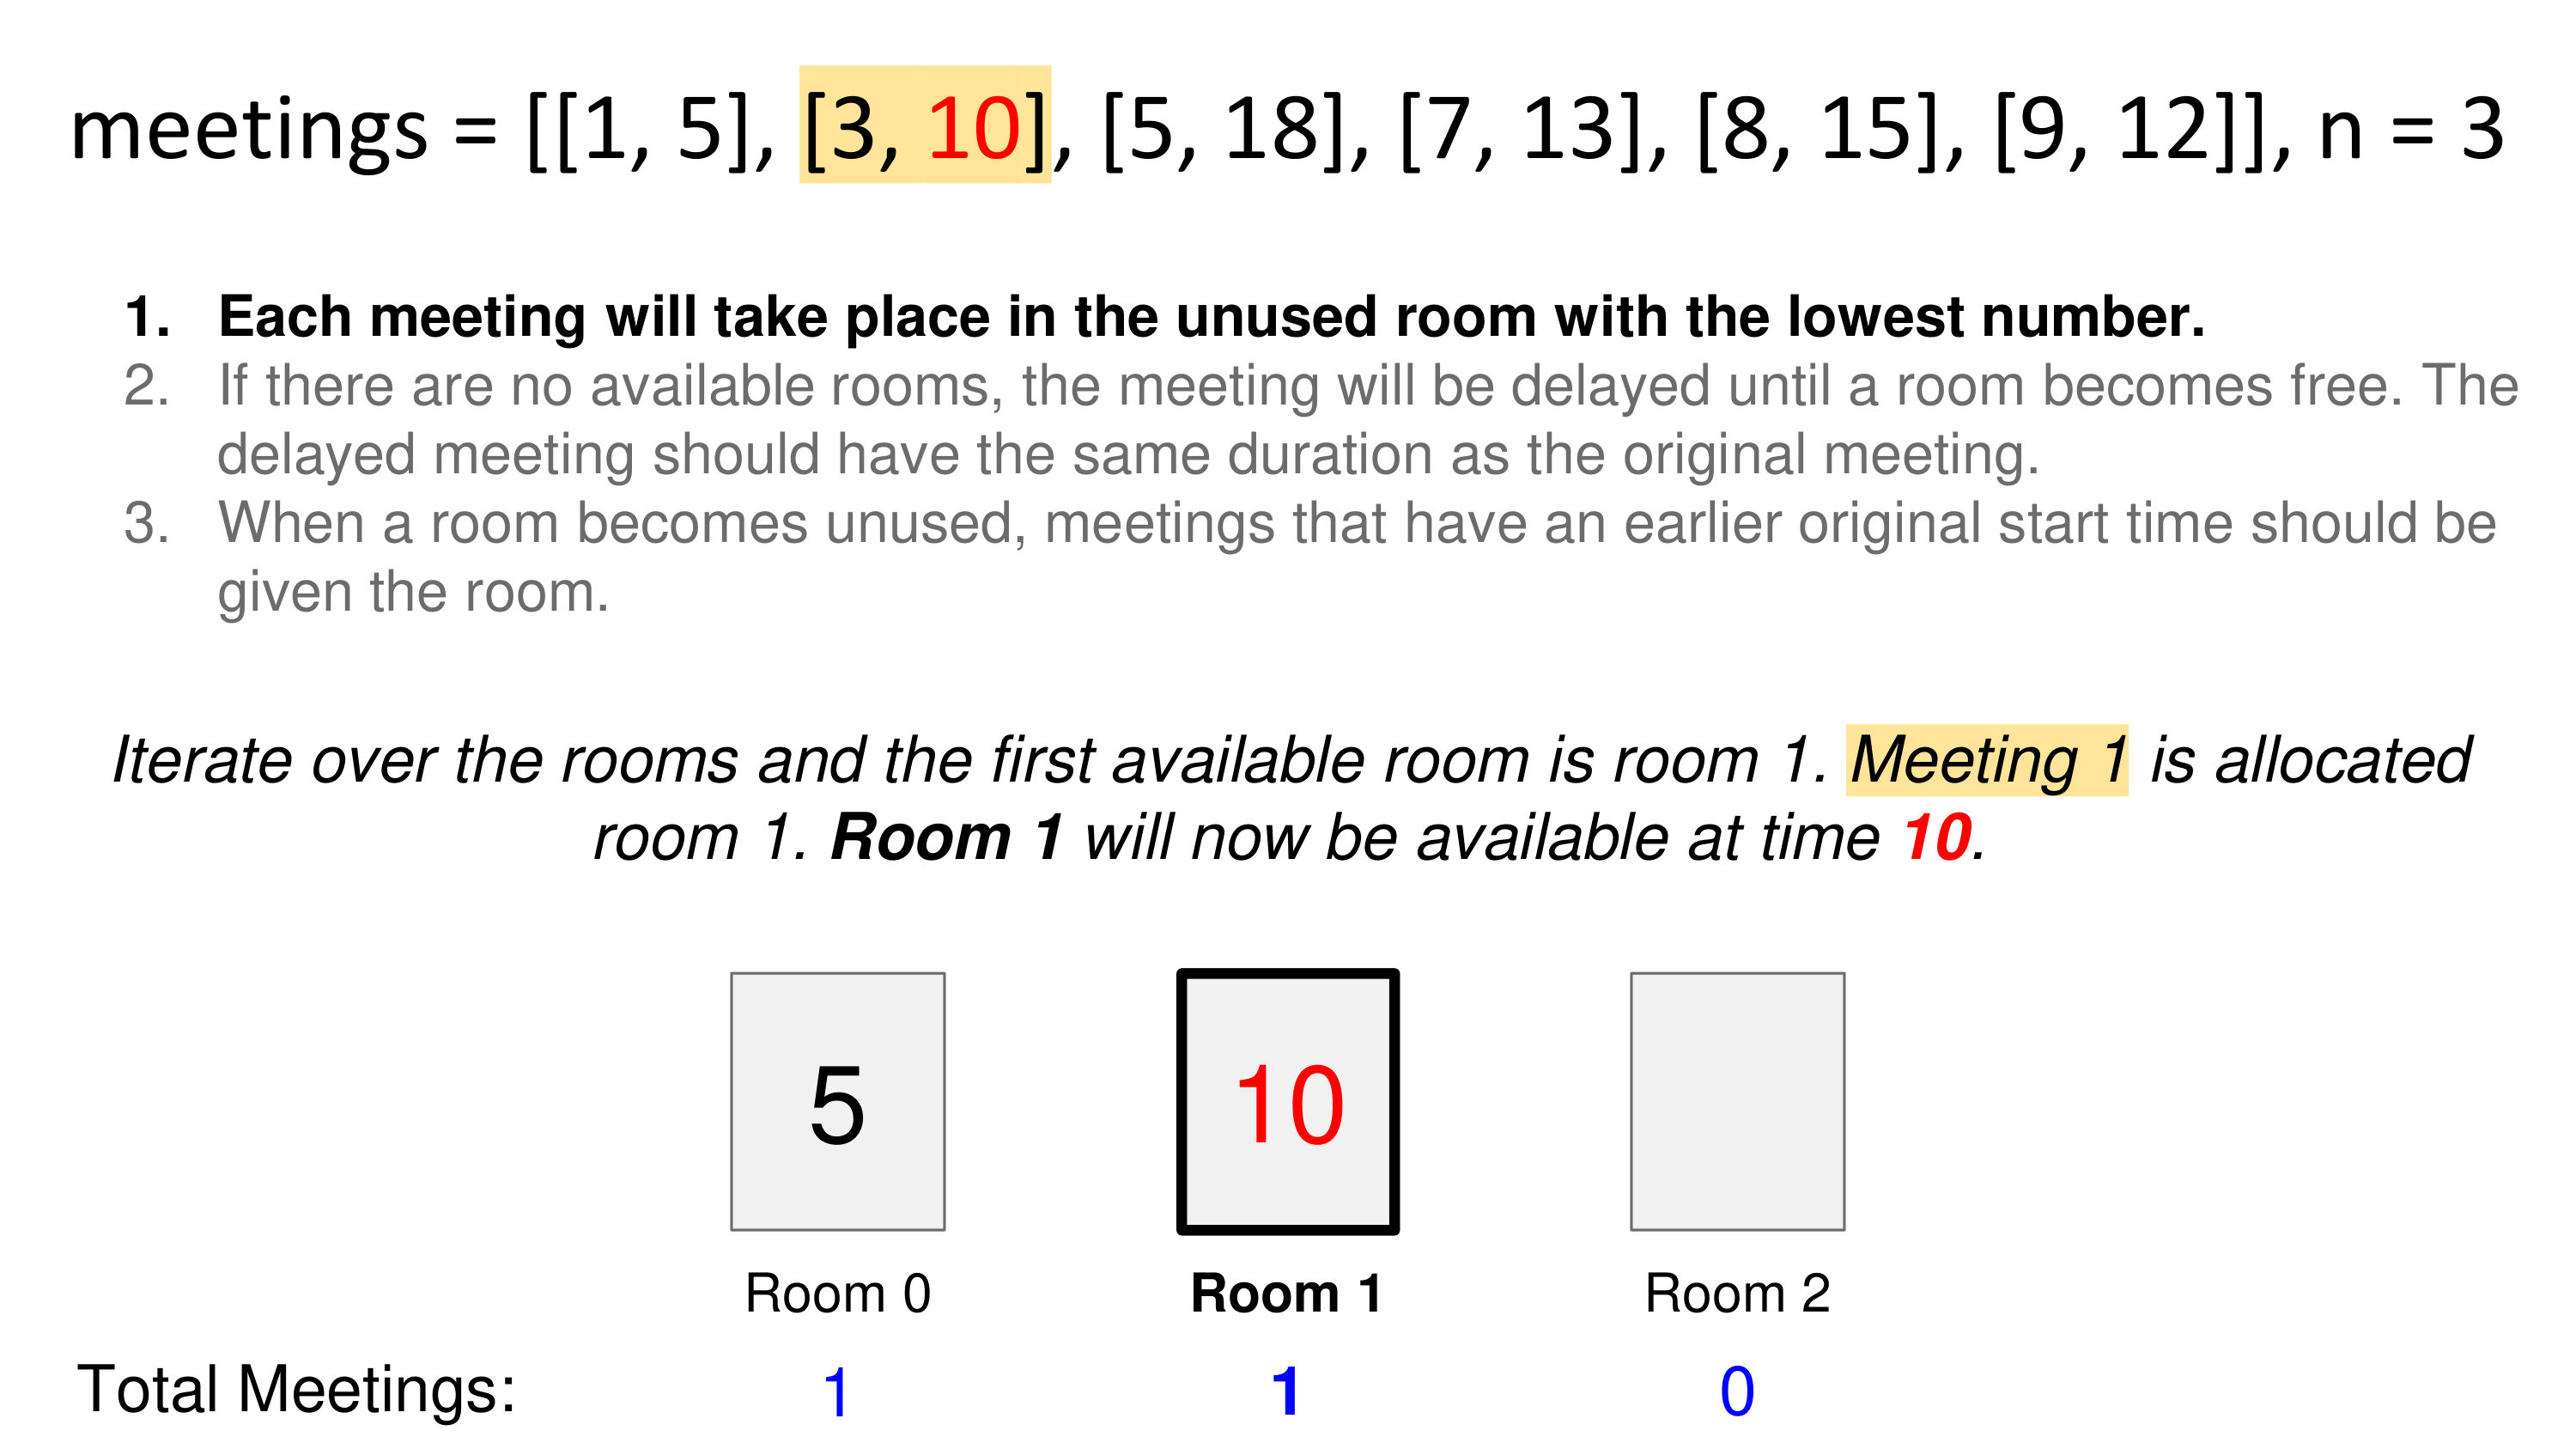 meetings = [[1, 5], [3, 10], [5, 18], [7, 13], [8, 15], [9, 12]], n = 3
1. Each meeting will take place in the unused room with the lowest number.
2. If there are no available rooms, the meeting will be delayed until a room becomes free. The
delayed meeting should have the same duration as the original meeting.
3. When a room becomes unused, meetings that have an earlier original start time should be
given the room.
Iterate over the rooms and the first available room is room 1. Meeting 1 is allocated
room 1. Room 1 will now be available at time 10.
5 10
Room 0 Room 1 Room 2
Total Meetings: 1 1 0